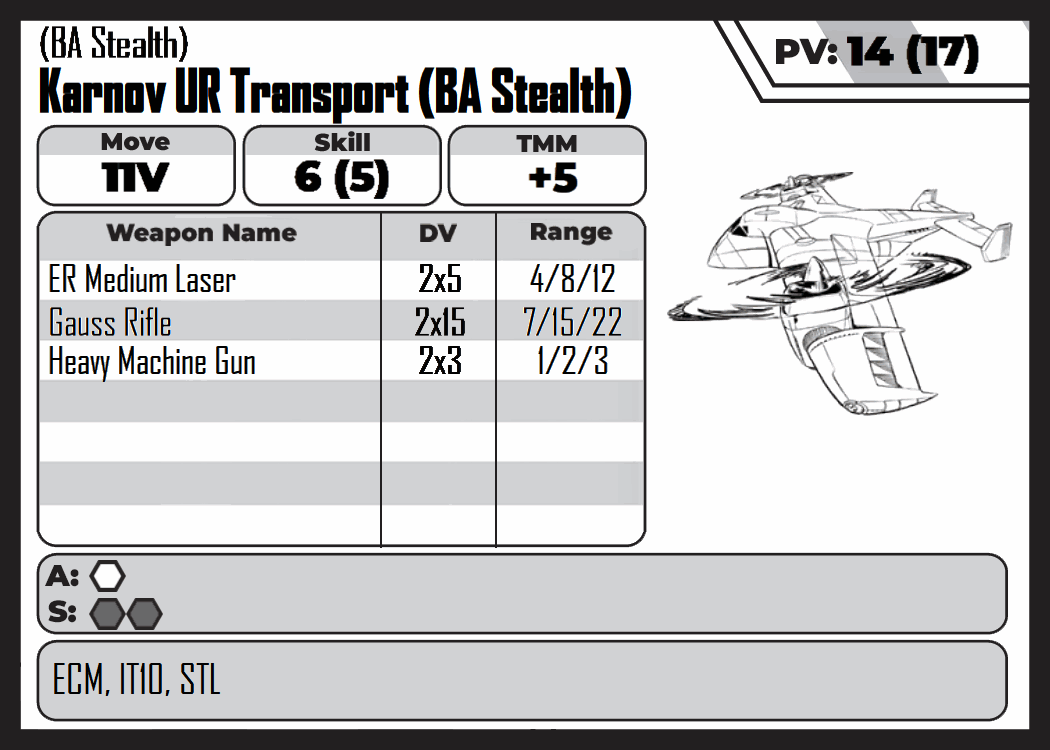 (BA Stealth)
Karnov UR Transport (BA Stealth)
PV: 14 (17)
Move Skill TMM
11V 6 (5) +5
Weapon Name DV Range
ER Medium Laser 2x5 4/8/12
Gauss Rifle 2x15 7/15/22
Heavy Machine Gun 2x3 1/2/3
A:
S:
ECM, IT10, STL